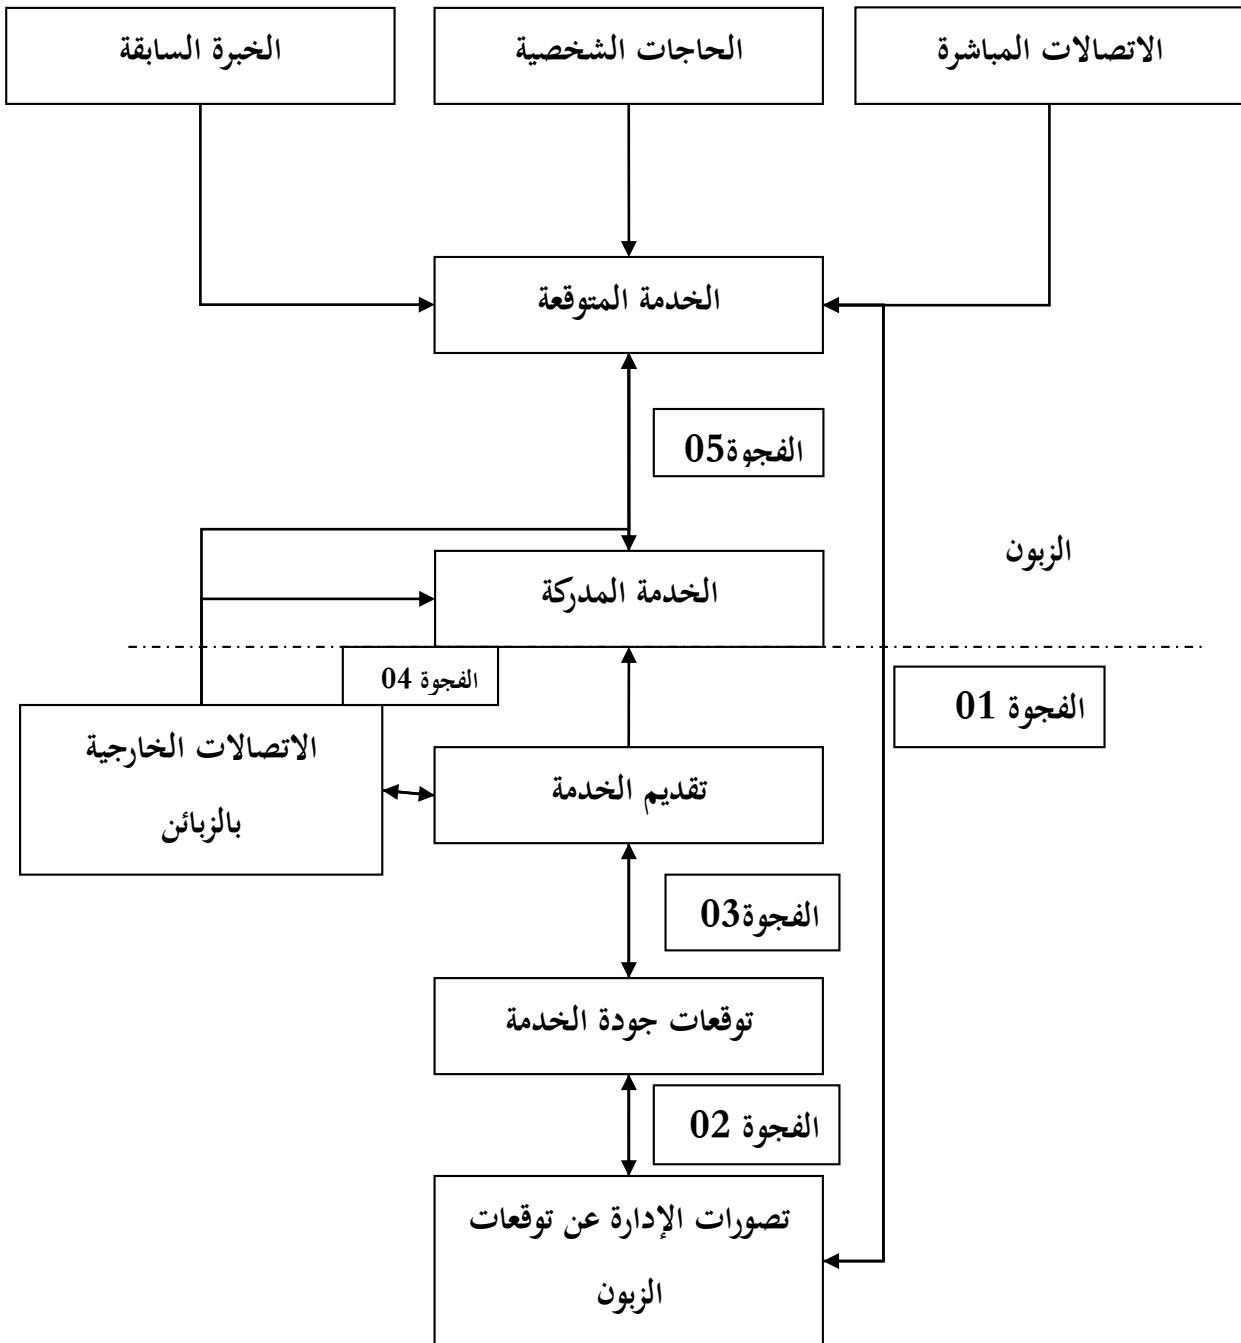 الاتصالات المباشرة
الحاجات الشخصية
الخبرة السابقة
الخدمة المتوقعة
الفجوة05
الزبون
الخدمة المدركة
الفجوة 04
الفجوة 01
الاتصالات الخارجية
بالزبائن
تقديم الخدمة
الفجوة03
توقعات جودة الخدمة
الفجوة 02
تصورات الإدارة عن توقعات
الزبون